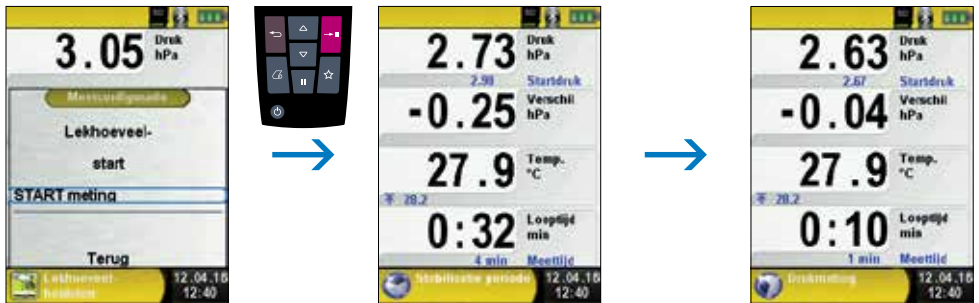 3.05 Druk
hPa
Lekhoeveel-
start
START meting
Terug
Lekhoeveel-
heidsten
12.04.16
12:40
2.73 Druk
hPa
2.98 Startdruk
-0.25 Verschil
hPa
27.9 Temp.
°C
28.2
0:32 Looptijd
min
4 min Meettijd
Stabilisatie periode
12.04.16
12:40
2.63 Druk
hPa
2.67 Startdruk
-0.04 Verschil
hPa
27.9 Temp.
°C
28.2
0:10 Looptijd
min
1 min Meettijd
Drukmeting
12.04.16
12:40